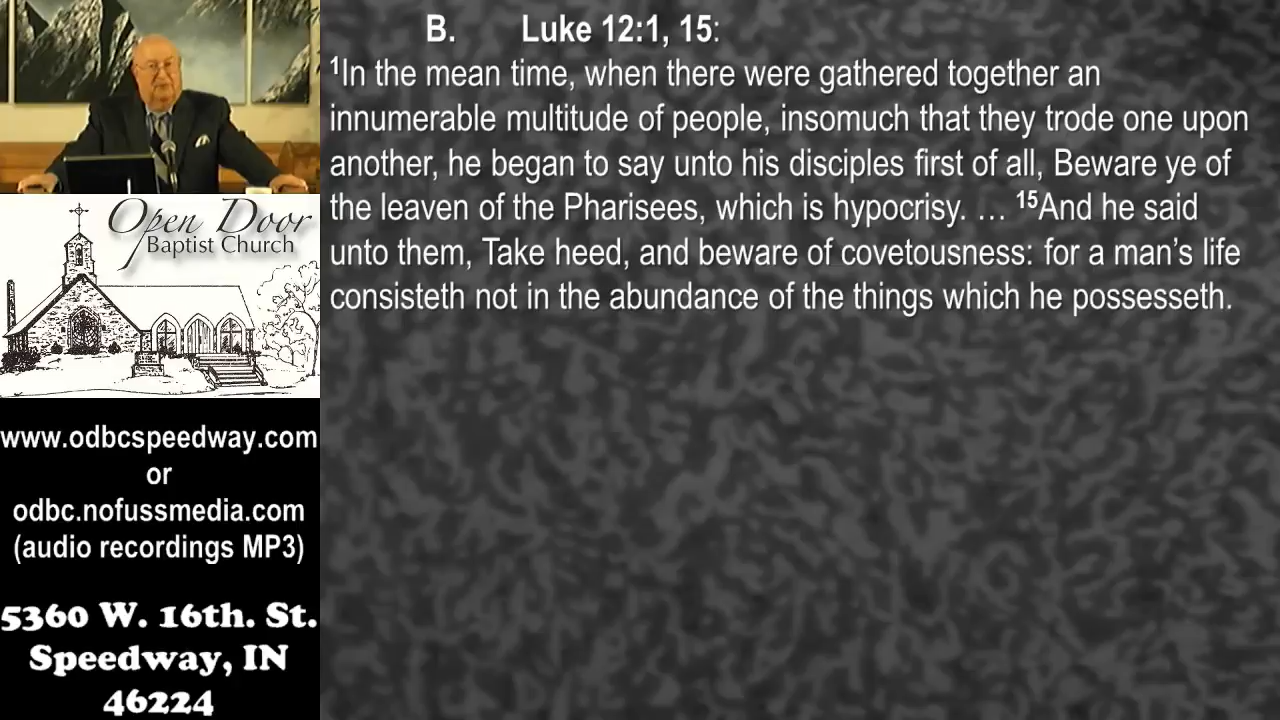 B. Luke 12:1, 15:
1In the mean time, when there were gathered together an
innumerable multitude of people, insomuch that they trode one upon
another, he began to say unto his disciples first of all, Beware ye of
the leaven of the Pharisees, which is hypocrisy. … 15And he said
unto them, Take heed, and beware of covetousness: for a man’s life
consisteth not in the abundance of the things which he possesseth.
Open Door
Baptist Church
www.odbcspeedway.com
or
odbc.nofussmedia.com
(audio recordings MP3)
5360 W. 16th. St.
Speedway, IN
46224